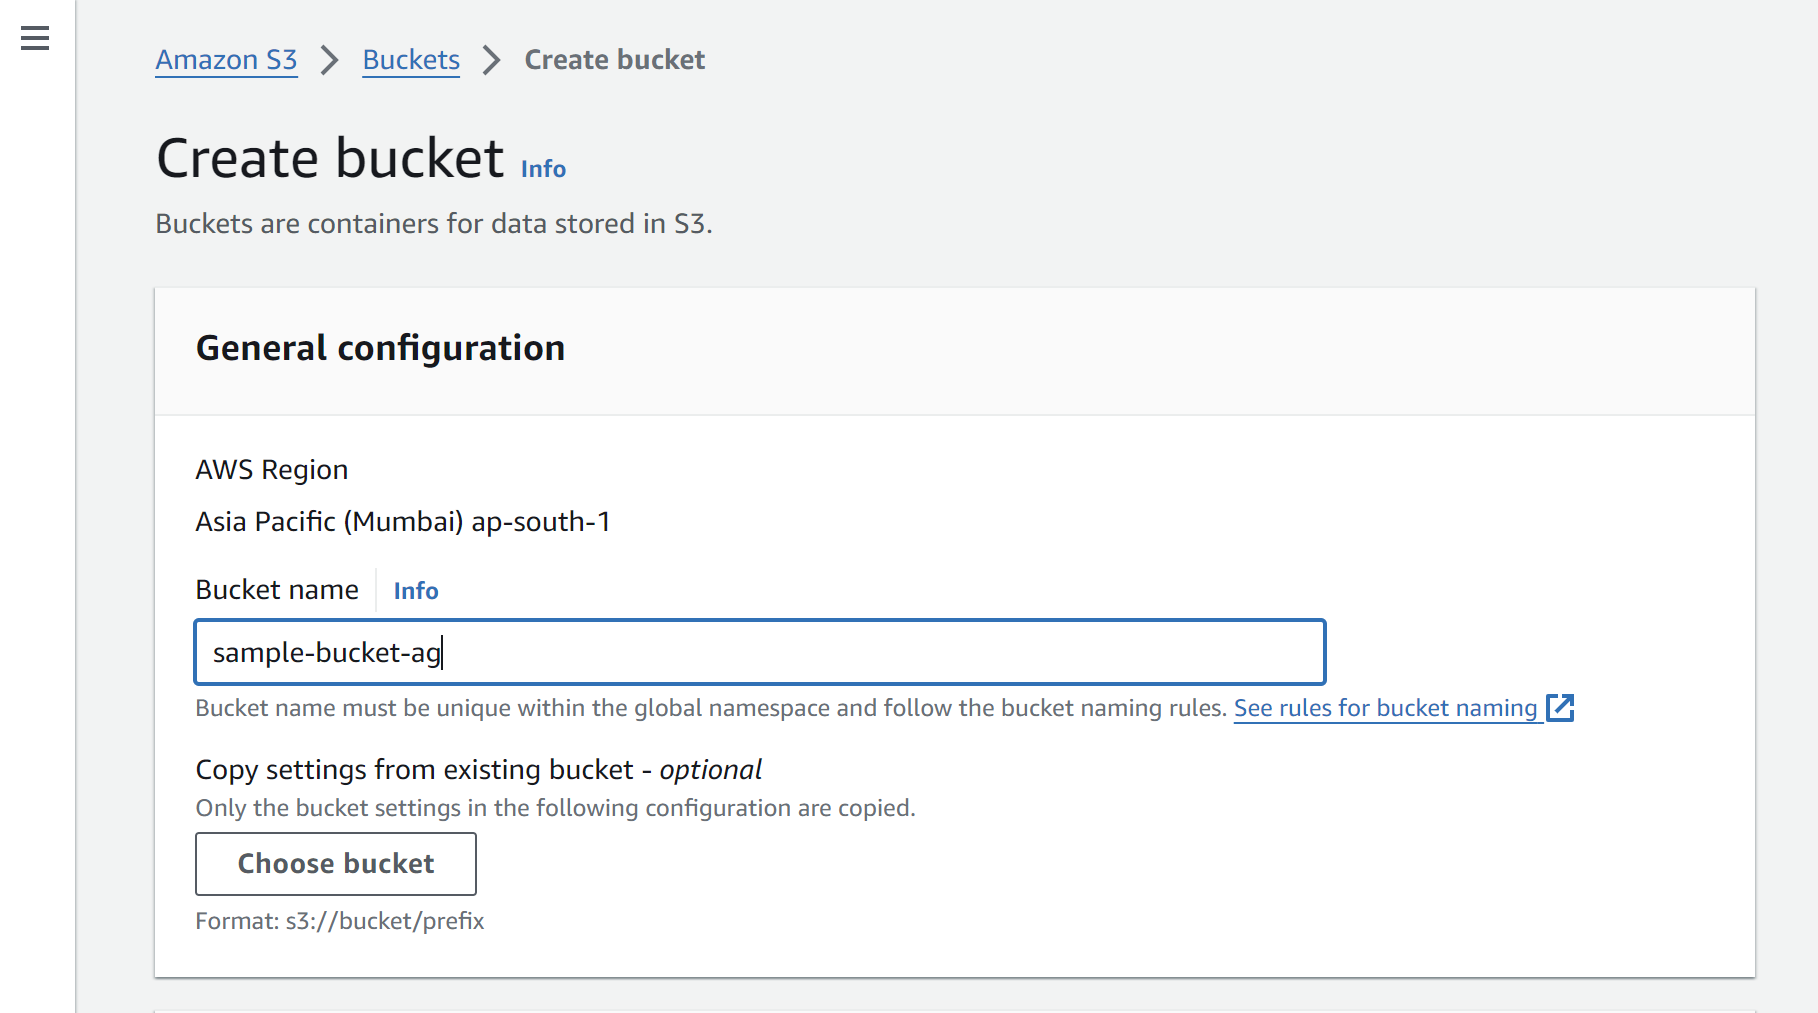 Amazon S3 > Buckets > Create bucket
Create bucket Info
Buckets are containers for data stored in S3.
General configuration
AWS Region
Asia Pacific (Mumbai) ap-south-1
Bucket name Info
sample-bucket-ag
Bucket name must be unique within the global namespace and follow the bucket naming rules. See rules for bucket naming
Copy settings from existing bucket - optional
Only the bucket settings in the following configuration are copied.
Choose bucket
Format: s3://bucket/prefix